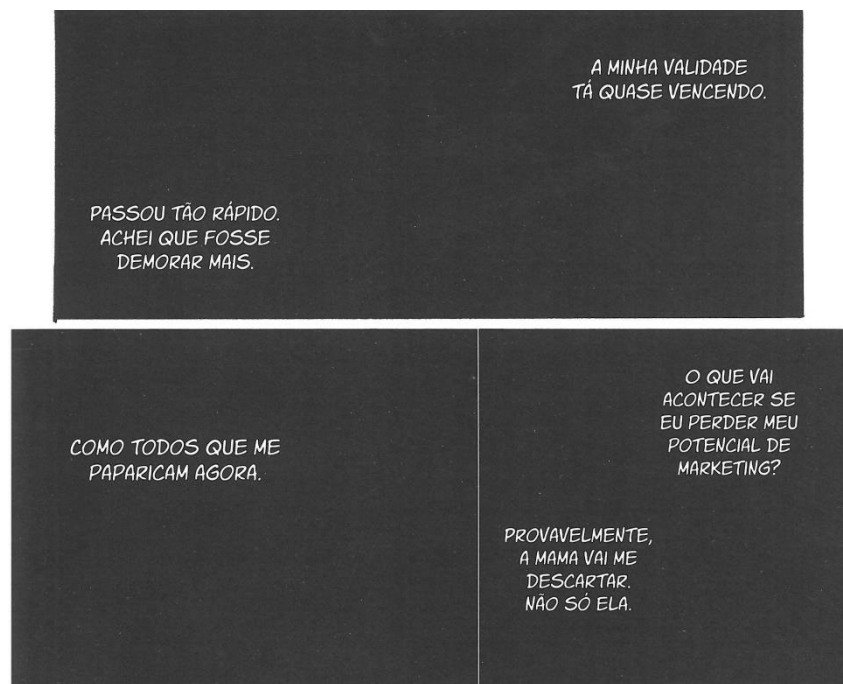 A MINHA VALIDADE
TÁ QUASE VENCENDO.
PASSOU TÃO RÁPIDO.
ACHEI QUE FOSSE
DEMORAR MAIS.
O QUE VAI
ACONTECER SE
EU PERDER MEU
POTENCIAL DE
MARKETING?
PROVAVELMENTE,
A MAMA VAI ME
DESCARTAR.
NÃO SÓ ELA.
COMO TODOS QUE ME
PAPARICAM AGORA.